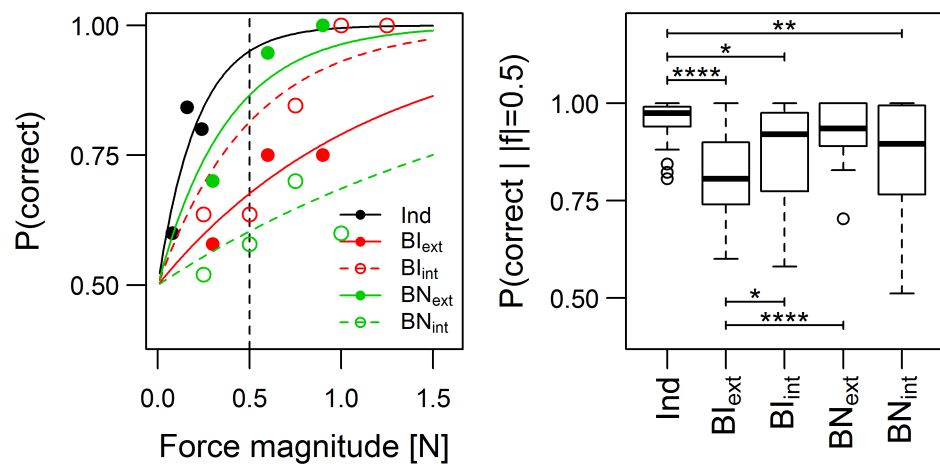 P(correct)
1.00
0.75
0.50
0.0
0.5
1.0
1.5
Force magnitude [N]
Ind
BIext
BIint
BNext
BNint
P(correct | |f|=0.5)
1.00
0.75
0.50
**
*
****
*
****
Ind
BIext
BIint
BNext
BNint